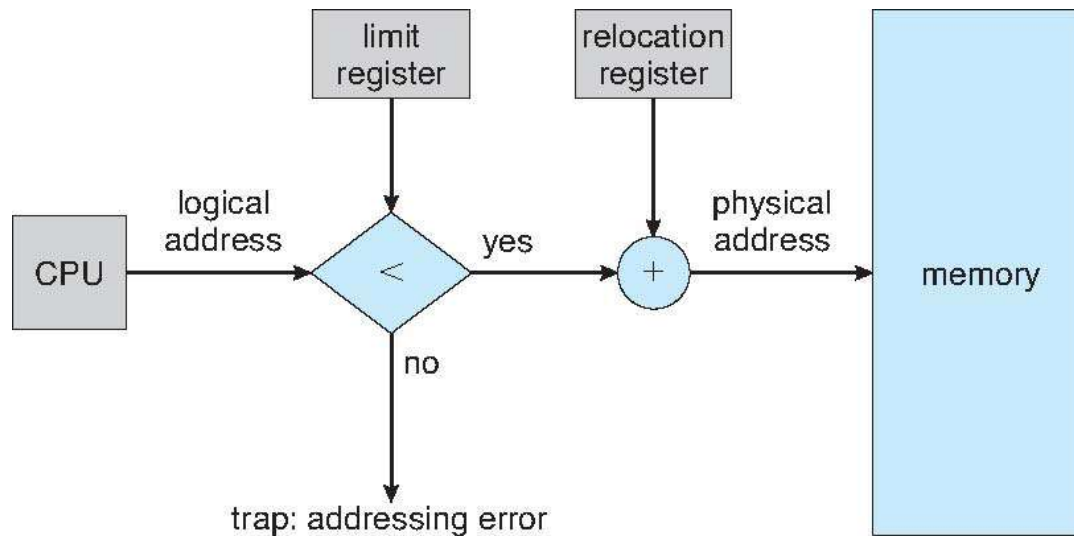 limit
register
relocation
register
logical
address
physical
address
CPU
<
yes
+
memory
no
trap: addressing error